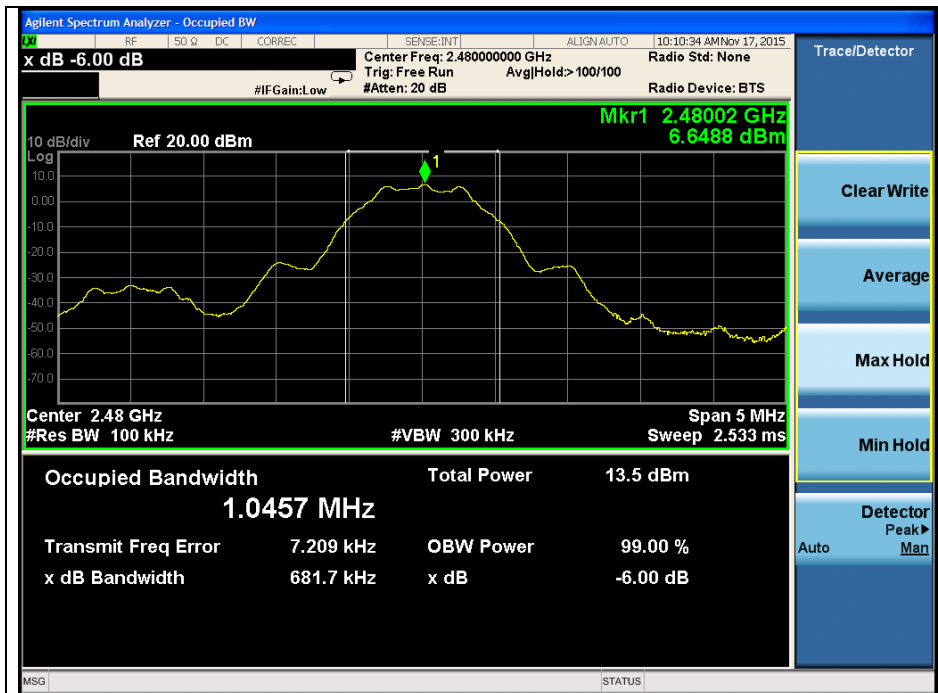 Agilent Spectrum Analyzer - Occupied BW
LXI RF 50 Ω DC CORREC SENSE:INT ALIGN AUTO 10:10:34 AM Nov 17, 2015
x dB -6.00 dB
Center Freq: 2.480000000 GHz
Radio Std: None
Trig: Free Run Avg|Hold:> 100/100
#IFGain:Low #Atten: 20 dB Radio Device: BTS
Mkr1 2.48002 GHz
6.6488 dBm
10 dB/div Ref 20.00 dBm
Log
1
10.0
0.00
-10.0
-20.0
-30.0
-40.0
-50.0
-60.0
-70.0
Center 2.48 GHz Span 5 MHz
#Res BW 100 kHz #VBW 300 kHz Sweep 2.533 ms
Occupied Bandwidth Total Power 13.5 dBm
1.0457 MHz
Transmit Freq Error 7.209 kHz OBW Power 99.00 %
x dB Bandwidth 681.7 kHz x dB -6.00 dB
MSG STATUS
Trace/Detector
Clear Write
Average
Max Hold
Min Hold
Detector
Peak▶
Auto Man